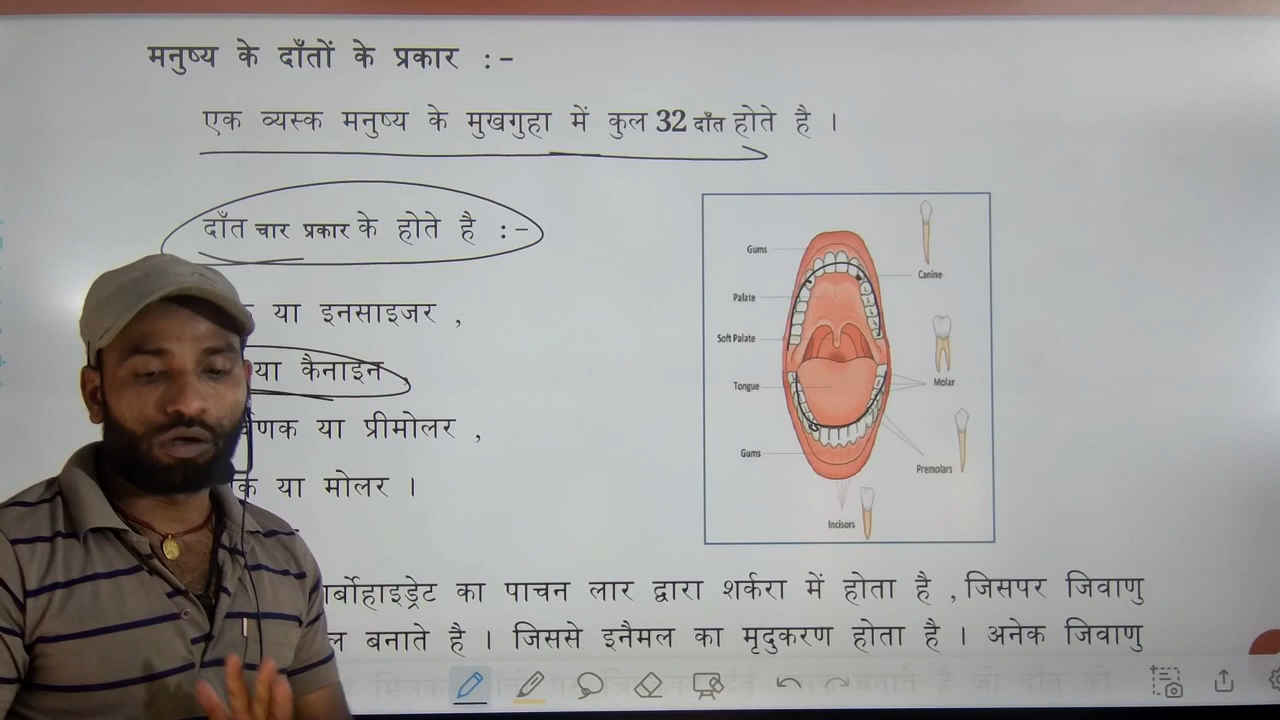 मनुष्य के दाँतों के प्रकार :-
एक व्यस्क मनुष्य के मुखगुहा में कुल 32 दाँत होते है ।
दाँत चार प्रकार के होते है :-
या इनसाइजर ,
या कैनाइन
या प्रीमोलर ,
या मोलर ।
Gums
Canine
Palate
Soft Palate
Molar
Tongue
Gums
Premolars
Incisors
का पाचन लार द्वारा शर्करा में होता है , जिसपर जिवाणु
बनाते है । जिससे इनैमल का मृदुकरण होता है । अनेक जिवाणु